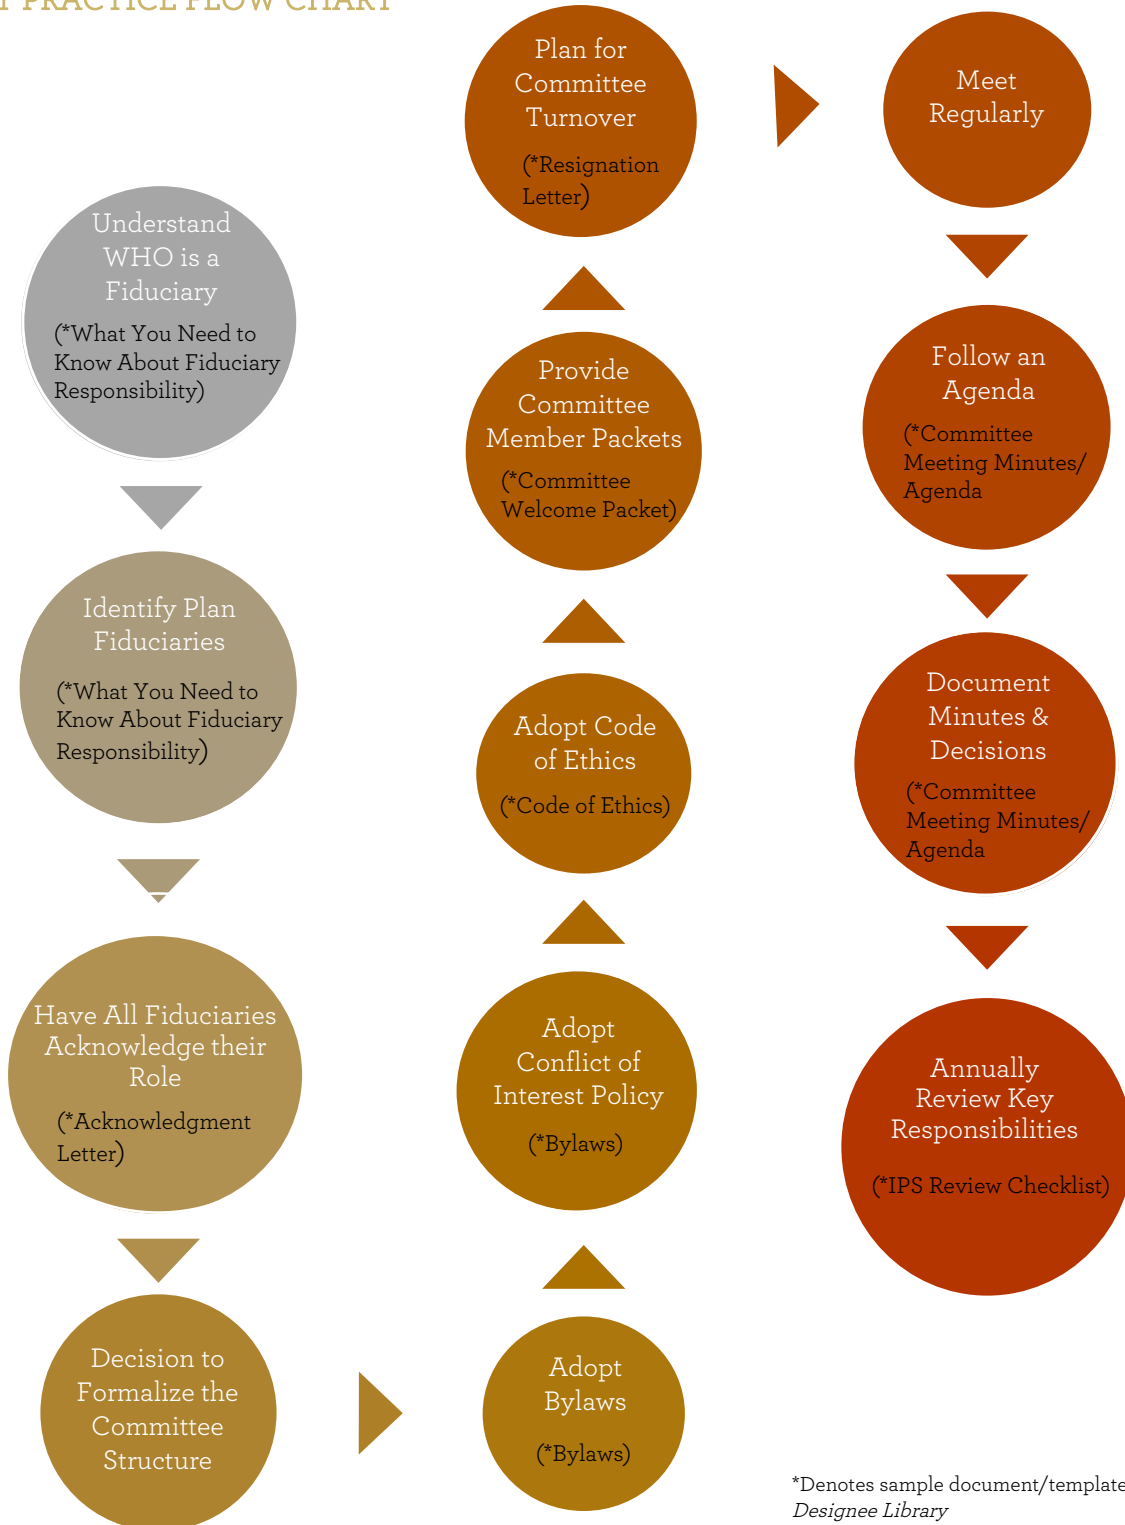 PRACTICE FLOW CHART
Understand
WHO is a
Fiduciary
(*What You Need to
Know About Fiduciary
Responsibility)
Identify Plan
Fiduciaries
(*What You Need to
Know About Fiduciary
Responsibility)
Have All Fiduciaries
Acknowledge their
Role
(*Acknowledgment
Letter)
Decision to
Formalize the
Committee
Structure
Adopt
Bylaws
(*Bylaws)
Adopt
Conflict of
Interest Policy
(*Bylaws)
Adopt Code
of Ethics
(*Code of Ethics)
Provide
Committee
Member Packets
(*Committee
Welcome Packet)
Plan for
Committee
Turnover
(*Resignation
Letter)
Meet
Regularly
Follow an
Agenda
(*Committee
Meeting Minutes/
Agenda
Document
Minutes &
Decisions
(*Committee
Meeting Minutes/
Agenda
Annually
Review Key
Responsibilities
(*IPS Review Checklist)
*Denotes sample document/template
Designee Library